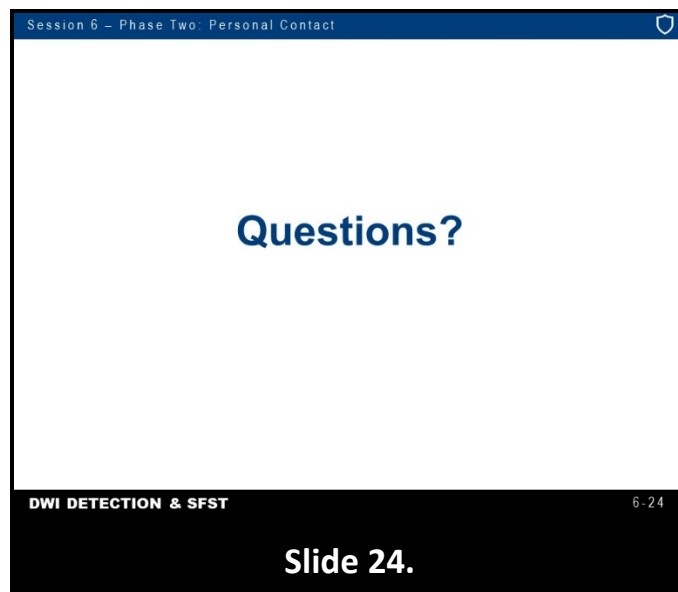 Session 6 – Phase Two: Personal Contact
Questions?
DWI DETECTION & SFST
6-24
Slide 24.